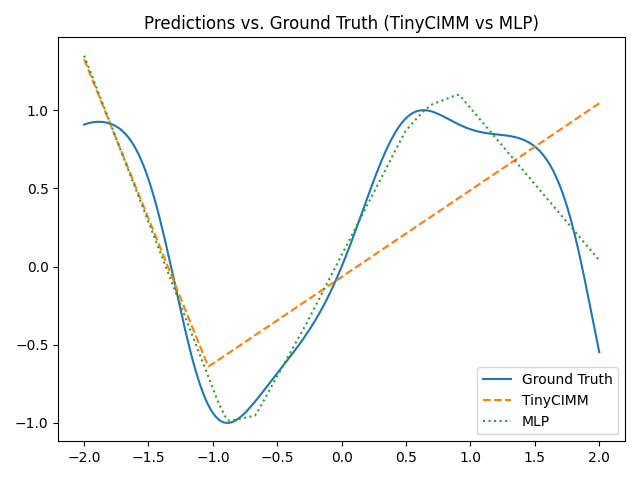 Predictions vs. Ground Truth (TinyCIMM vs MLP)
1.0
0.5
0.0
−0.5
−1.0
−2.0 −1.5 −1.0 −0.5 0.0 0.5 1.0 1.5 2.0
Ground Truth
TinyCIMM
MLP